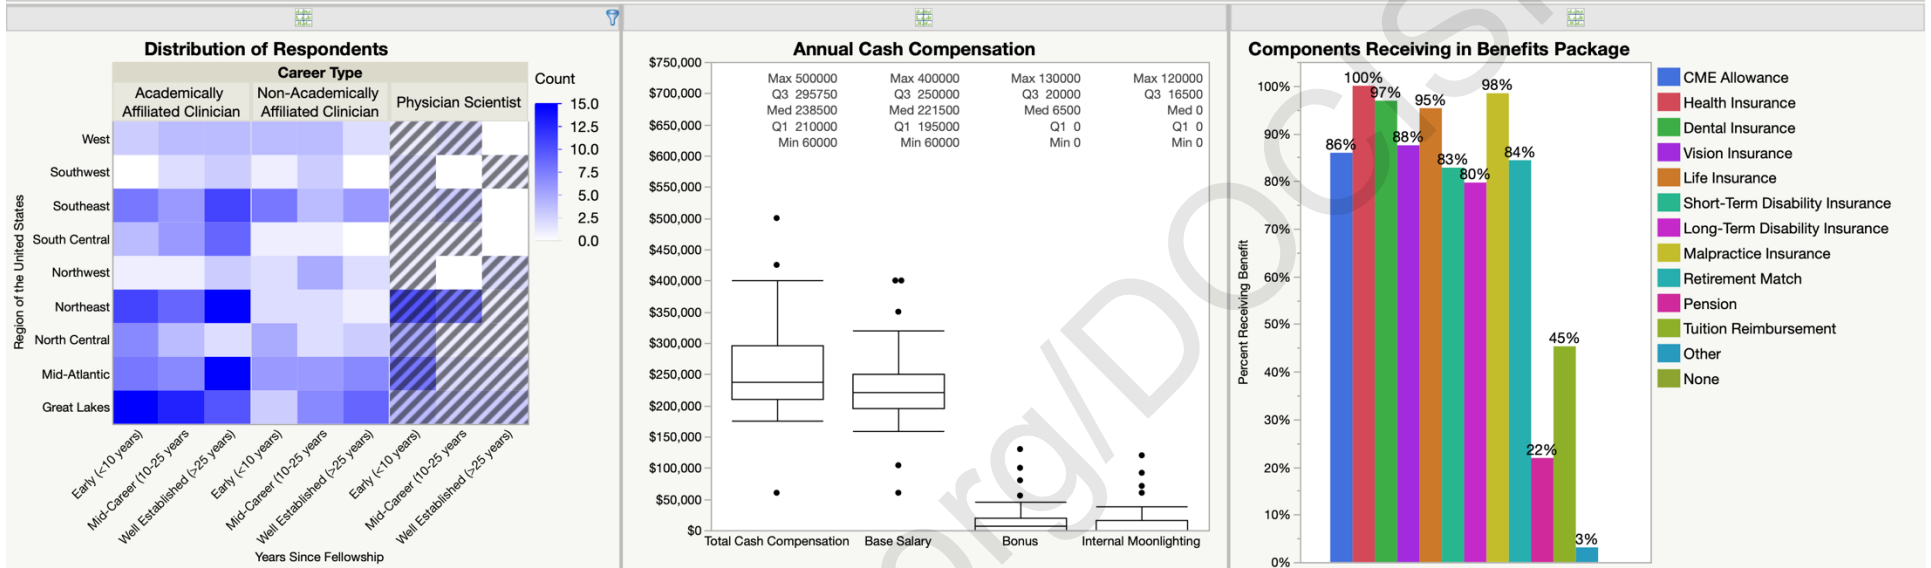 Distribution of Respondents
Career Type
Academically
Affiliated Clinician
Non-Academically
Affiliated Clinician
Physician Scientist
Count
15.0
12.5
10.0
7.5
5.0
2.5
0.0
Region of the United States
West
Southwest
Southeast
South Central
Northwest
Northeast
North Central
Mid-Atlantic
Great Lakes
Early (<10 years)
Mid-Career (10-25 years
Well Established (>25 years)
Early (<10 years)
Mid-Career (10-25 years
Well Established (>25 years)
Early (<10 years)
Mid-Career (10-25 years
Well Established (>25 years)
Years Since Fellowship
Annual Cash Compensation
$750,000
$700,000
$650,000
$600,000
$550,000
$500,000
$450,000
$400,000
$350,000
$300,000
$250,000
$200,000
$150,000
$100,000
$50,000
$0
Max 500000
Q3 295750
Med 238500
Q1 210000
Min 60000
Max 400000
Q3 250000
Med 221500
Q1 195000
Min 60000
Max 130000
Q3 20000
Med 6500
Q1 0
Min 0
Max 120000
Q3 16500
Med 0
Q1 0
Min 0
Total Cash Compensation
Base Salary
Bonus
Internal Moonlighting
Components Receiving in Benefits Package
Percent Receiving Benefit
100%
90%
80%
70%
60%
50%
40%
30%
20%
10%
0%
86%
100%
97%
88%
95%
83%
80%
98%
84%
22%
45%
3%
CME Allowance
Health Insurance
Dental Insurance
Vision Insurance
Life Insurance
Short-Term Disability Insurance
Long-Term Disability Insurance
Malpractice Insurance
Retirement Match
Pension
Tuition Reimbursement
Other
None